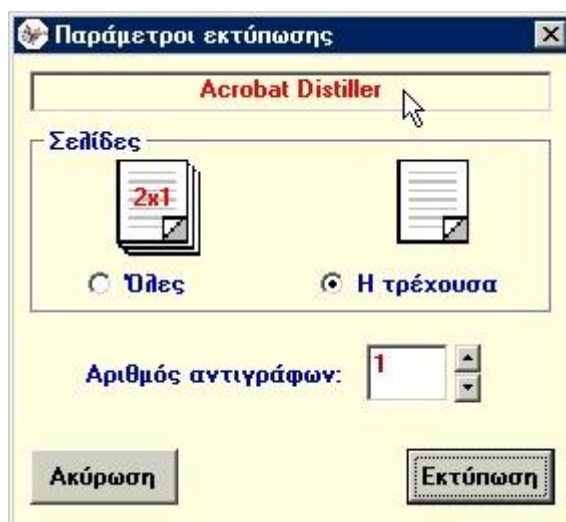 Παράμετροι εκτύπωσης
Acrobat Distiller
Σελίδες
2x1
Όλες
Η τρέχουσα
Αριθμός αντιγράφων: 1
Ακύρωση
Εκτύπωση